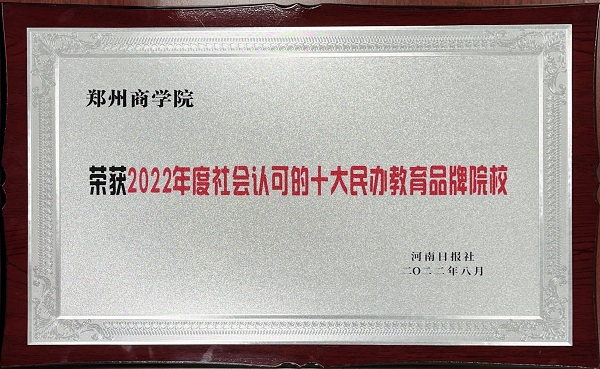 郑州商学院
荣获2022年度社会认可的十大民办教育品牌院校
河南日报社
二〇二二年八月